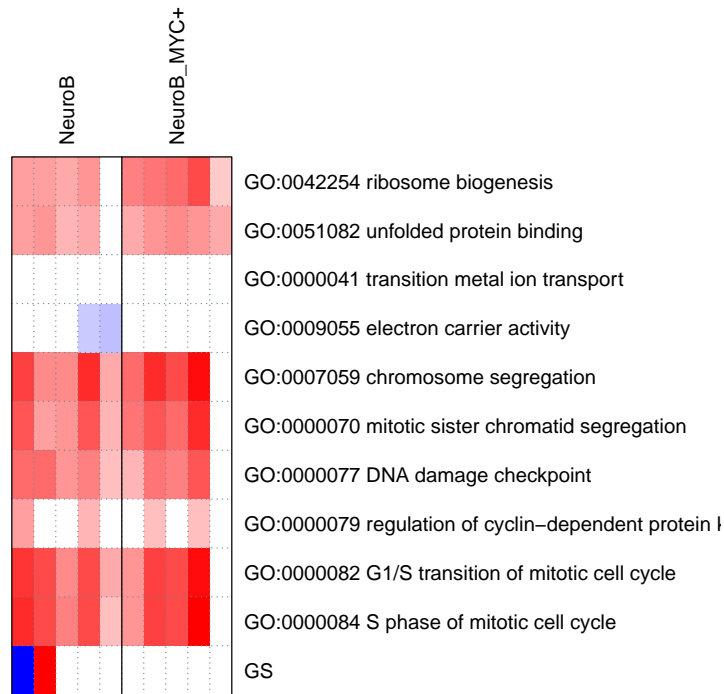 NeuroB
NeuroB_MYC+
GO:0042254 ribosome biogenesis
GO:0051082 unfolded protein binding
GO:0000041 transition metal ion transport
GO:0009055 electron carrier activity
GO:0007059 chromosome segregation
GO:0000070 mitotic sister chromatid segregation
GO:0000077 DNA damage checkpoint
GO:0000079 regulation of cyclin−dependent protein k
GO:0000082 G1/S transition of mitotic cell cycle
GO:0000084 S phase of mitotic cell cycle
GS